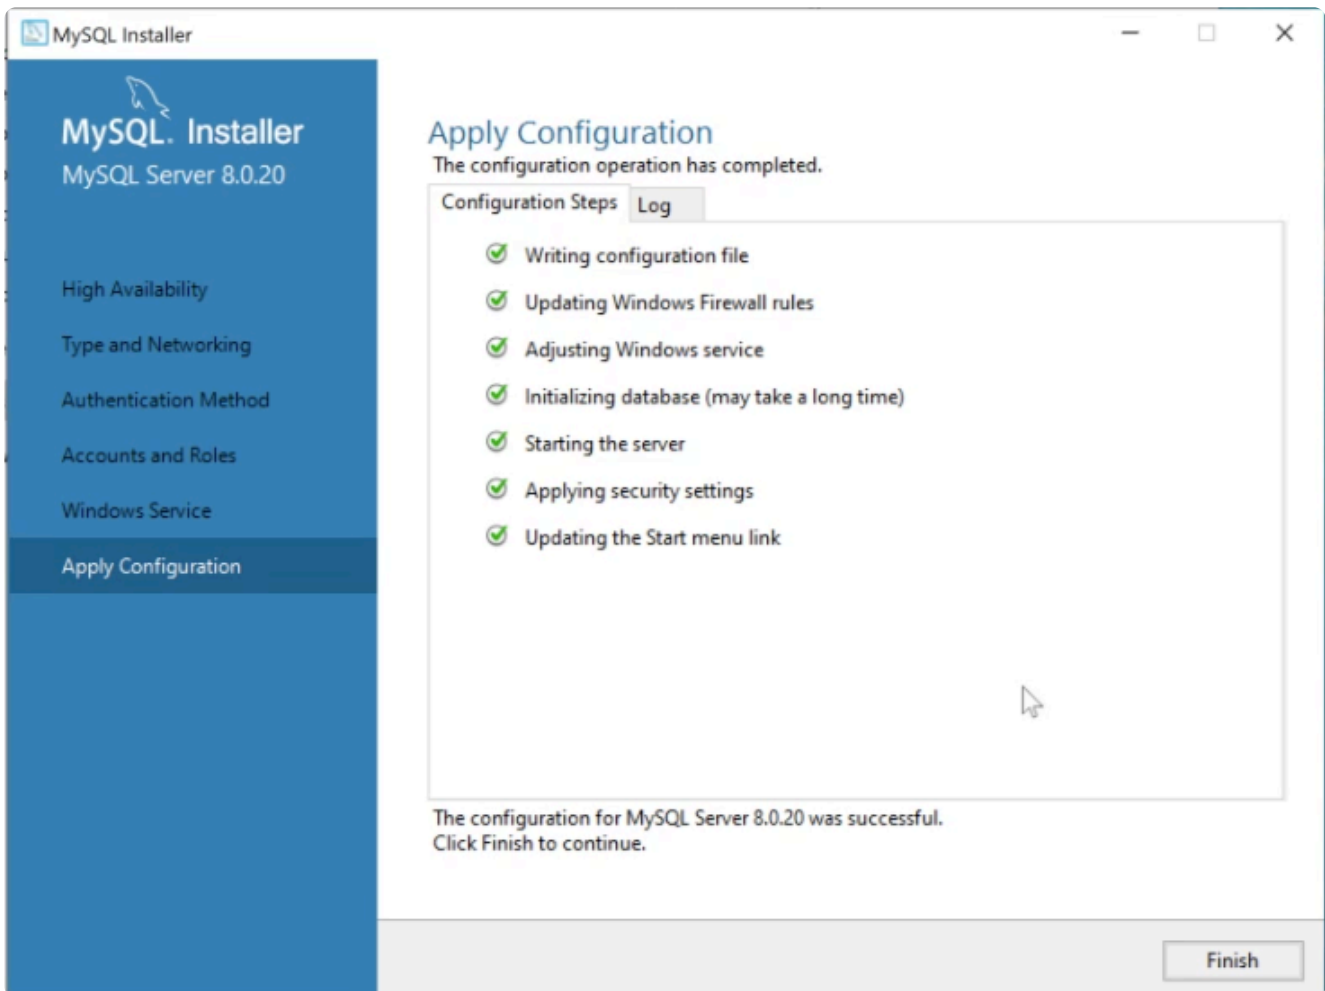 MySQL Installer
MySQL. Installer
MySQL Server 8.0.20
High Availability
Type and Networking
Authentication Method
Accounts and Roles
Windows Service
Apply Configuration
Apply Configuration
The configuration operation has completed.
Configuration Steps
Log
Writing configuration file
Updating Windows Firewall rules
Adjusting Windows service
Initializing database (may take a long time)
Starting the server
Applying security settings
Updating the Start menu link
The configuration for MySQL Server 8.0.20 was successful.
Click Finish to continue.
Finish